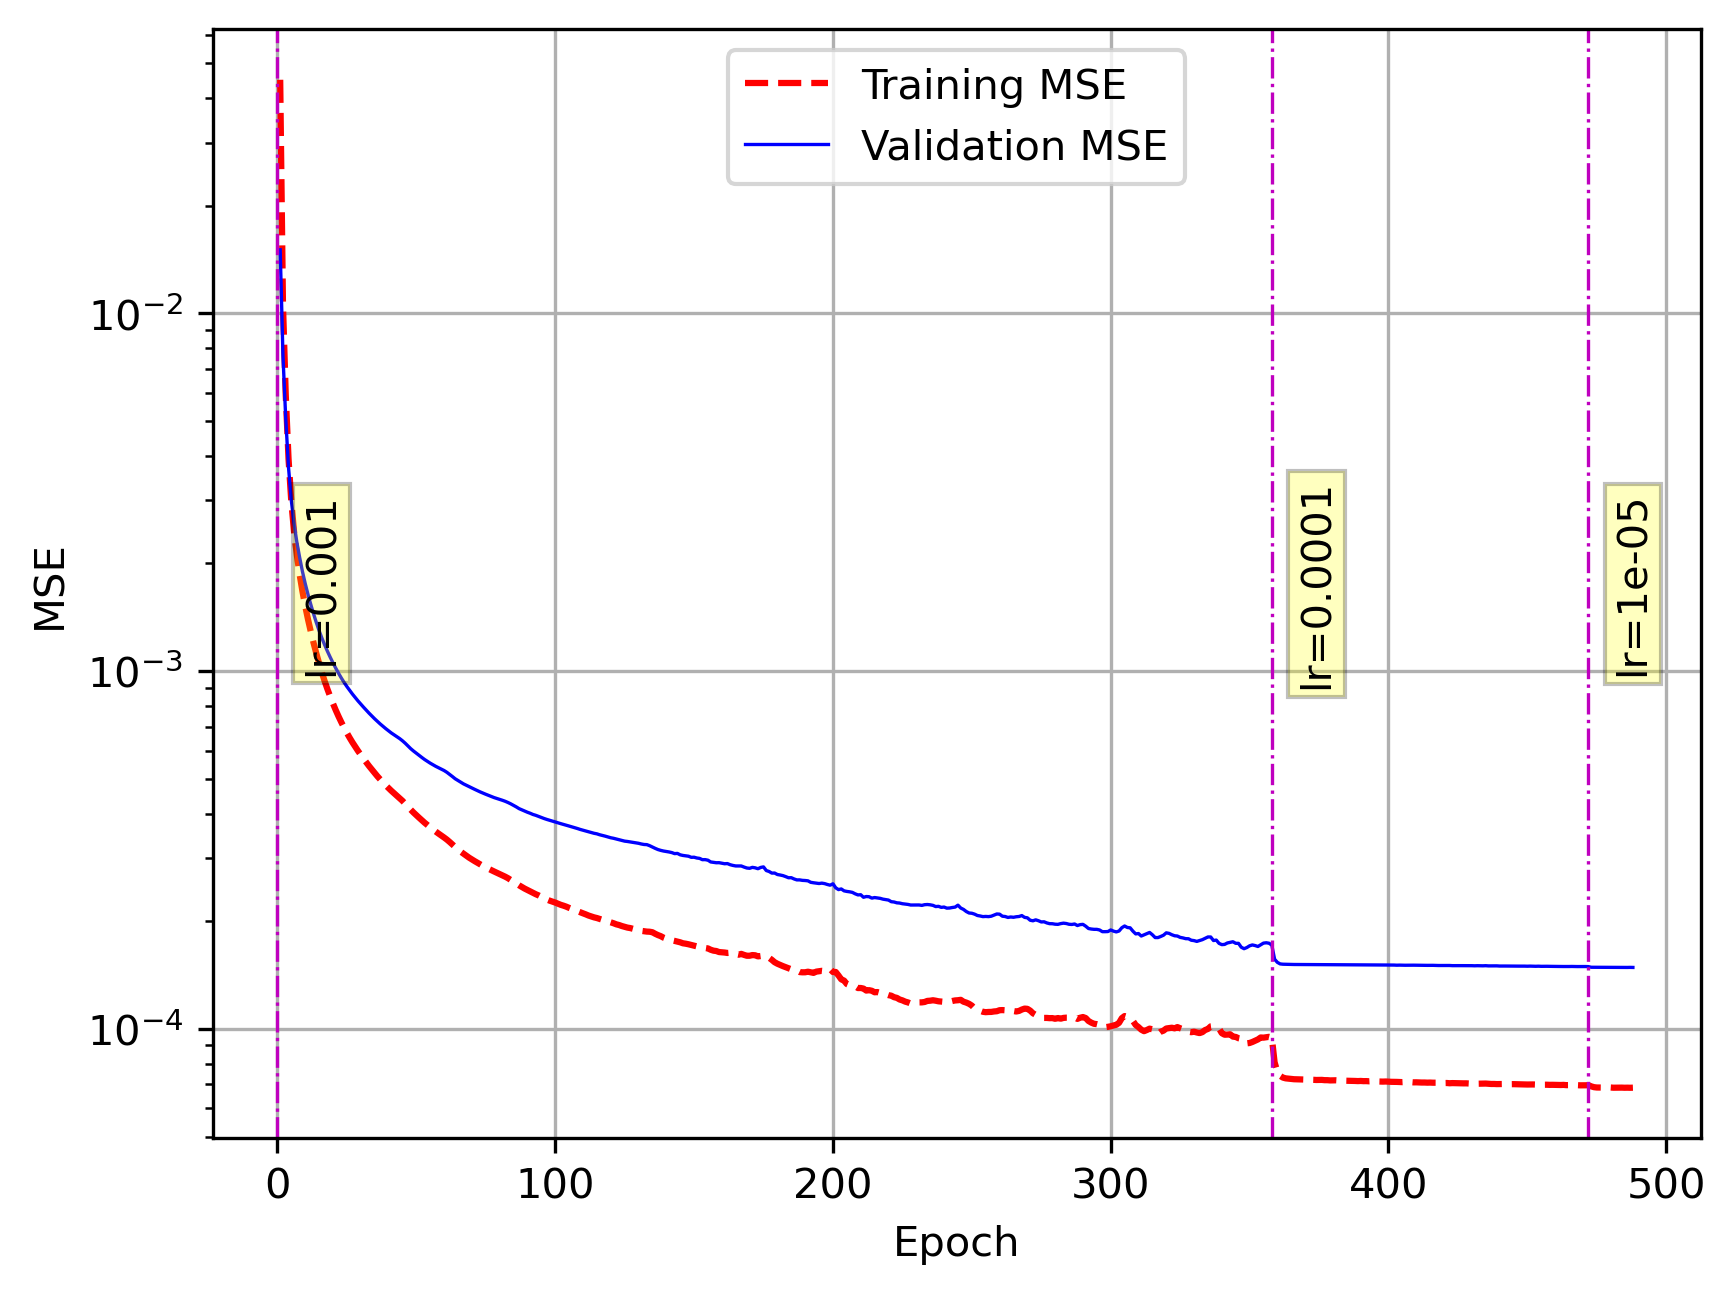 Training MSE
Validation MSE
MSE
10⁻²
10⁻³
10⁻⁴
lr=0.001
lr=0.0001
lr=1e-05
0 100 200 300 400 500
Epoch